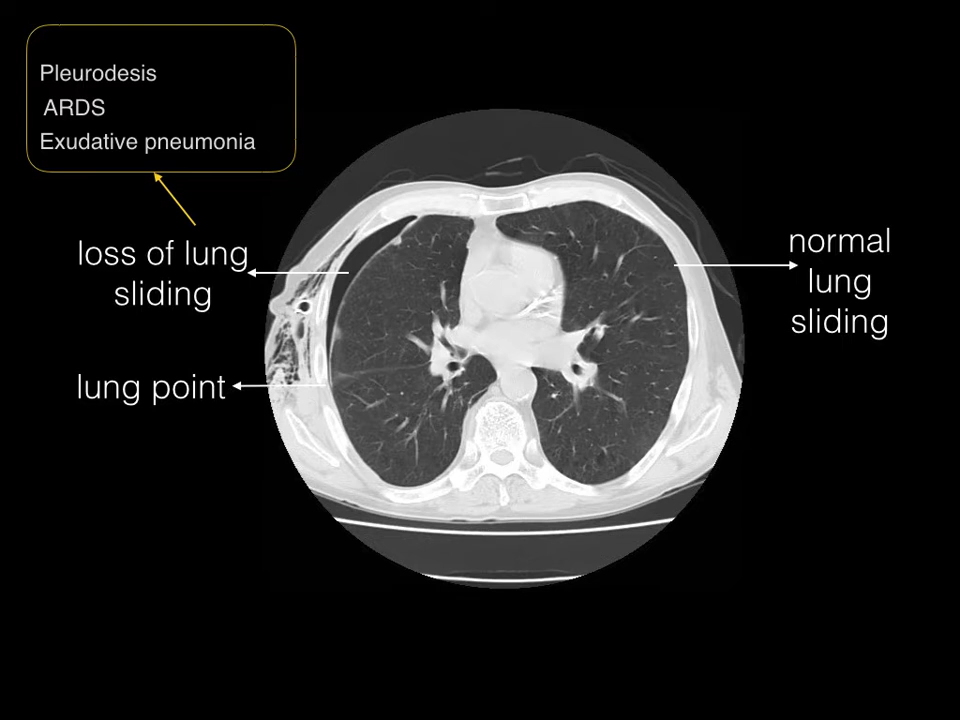 Pleurodesis
ARDS
Exudative pneumonia
loss of lung
sliding
lung point
normal
lung
sliding